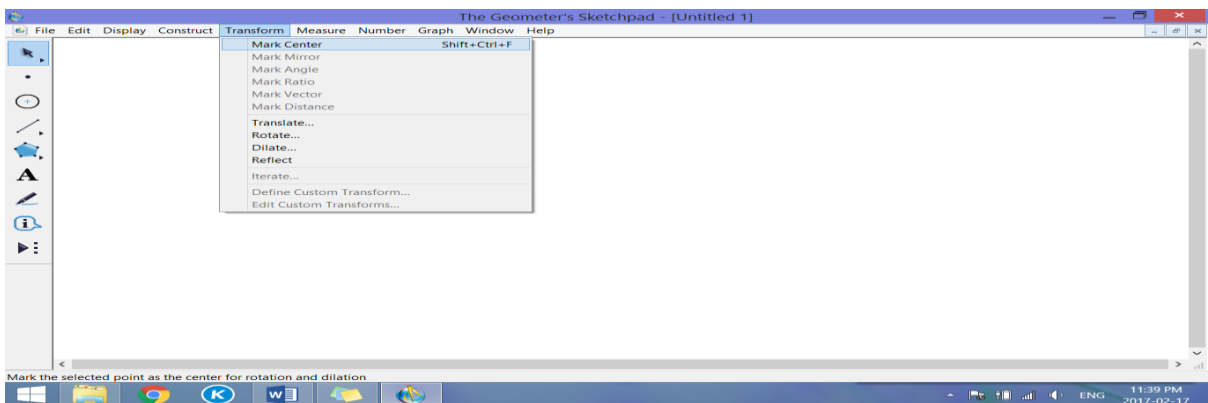 The Geometer's Sketchpad - [Untitled 1]
File Edit Display Construct Transform Measure Number Graph Window Help
Mark Center Shift+Ctrl+F
Mark Mirror
Mark Angle
Mark Ratio
Mark Vector
Mark Distance
Translate...
Rotate...
Dilate...
Reflect
Iterate...
Define Custom Transform...
Edit Custom Transforms...
A
i
Mark the selected point as the center for rotation and dilation
K
W
ENG
11:39 PM
2017-02-17